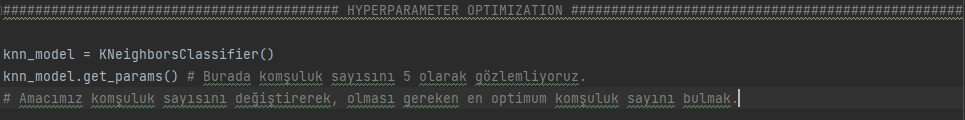 ########################################## HYPERPARAMETER OPTIMIZATION #################################################
knn_model = KNeighborsClassifier()
knn_model.get_params() # Burada komşuluk sayısını 5 olarak gözlemliyoruz.
# Amacımız komşuluk sayısını değiştirerek, olması gereken en optimum komşuluk sayını bulmak.